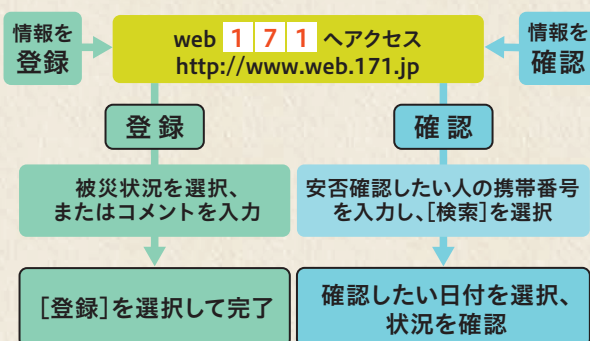 情報を
登録
web 1 7 1 へアクセス
http://www.web.171.jp
情報を
確認
登録
確認
被災状況を選択、
またはコメントを入力
安否確認したい人の携帯番号
を入力し、[検索]を選択
[登録]を選択して完了
確認したい日付を選択、
状況を確認